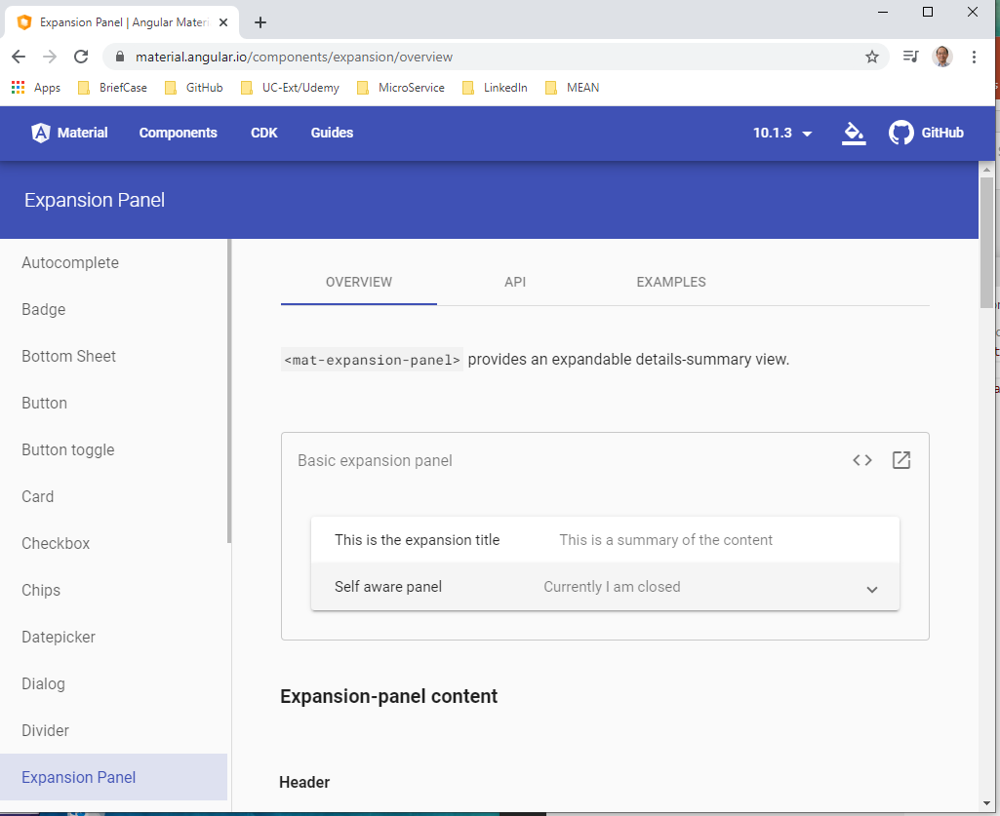 Expansion Panel | Angular Materi
material.angular.io/components/expansion/overview
Apps BriefCase GitHub UC-Ext/Udemy MicroService LinkedIn MEAN
Material Components CDK Guides 10.1.3 GitHub
Expansion Panel
Autocomplete
Badge
Bottom Sheet
Button
Button toggle
Card
Checkbox
Chips
Datepicker
Dialog
Divider
Expansion Panel
OVERVIEW API EXAMPLES
<mat-expansion-panel> provides an expandable details-summary view.
Basic expansion panel
This is the expansion title This is a summary of the content
Self aware panel Currently I am closed
Expansion-panel content
Header